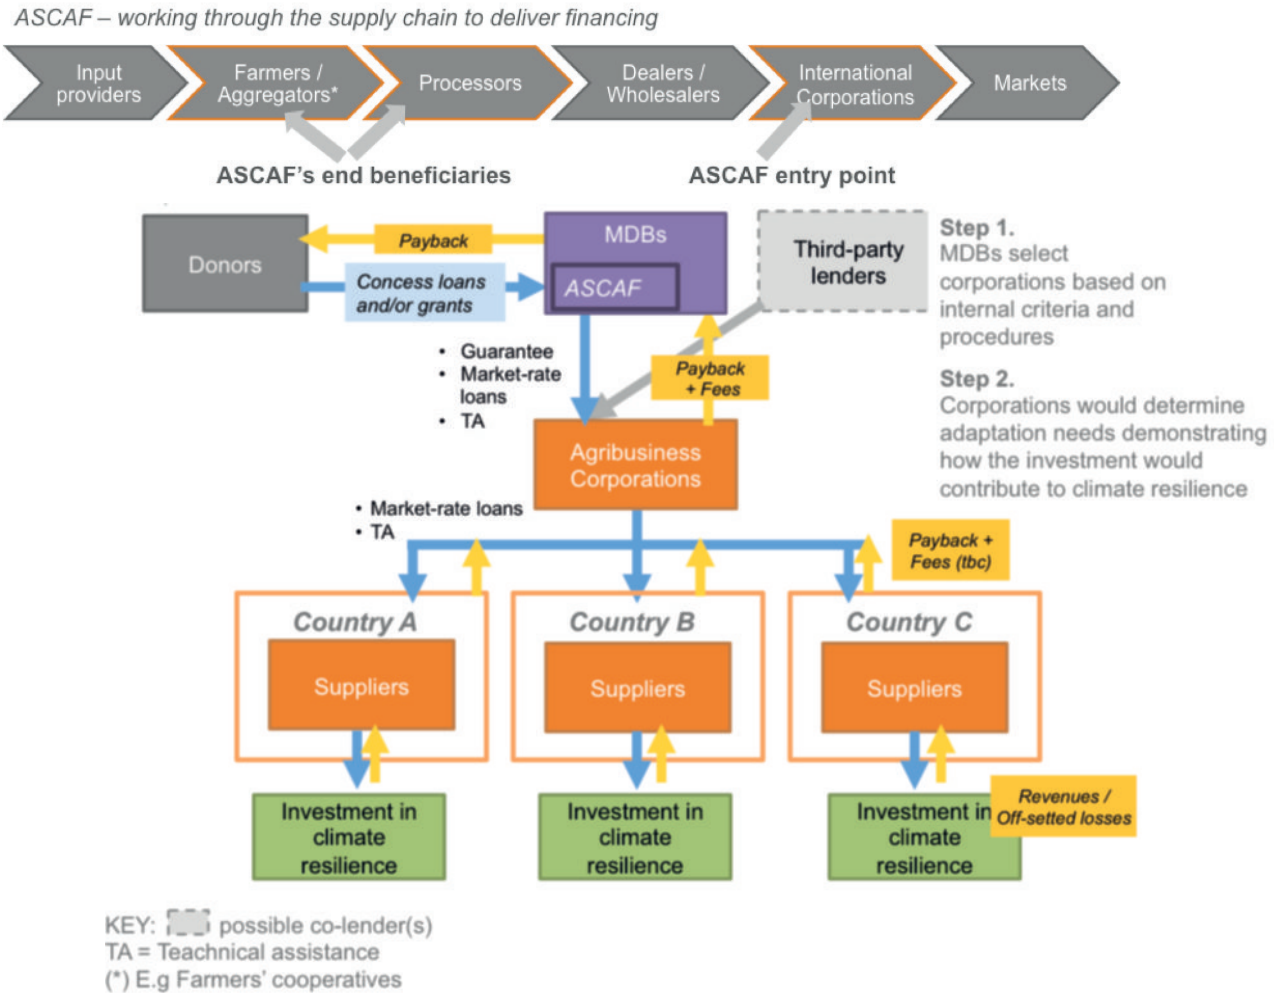 ASCAF – working through the supply chain to deliver financing
Input
providers
Farmers /
Aggregators*
Processors
Dealers /
Wholesalers
International
Corporations
Markets
ASCAF's end beneficiaries
ASCAF entry point
Donors
Payback
Concess loans
and/or grants
MDBs
ASCAF
Third-party
lenders
Step 1.
MDBs select
corporations based on
internal criteria and
procedures
Step 2.
Corporations would determine
adaptation needs demonstrating
how the investment would
contribute to climate resilience
• Guarantee
• Market-rate
loans
• TA
Payback
+ Fees
Agribusiness
Corporations
• Market-rate loans
• TA
Payback +
Fees (tbc)
Country A
Suppliers
Country B
Suppliers
Country C
Suppliers
Investment in
climate
resilience
Investment in
climate
resilience
Investment in
climate
resilience
Revenues /
Off-setted losses
KEY: possible co-lender(s)
TA = Teachnical assistance
(*) E.g Farmers' cooperatives